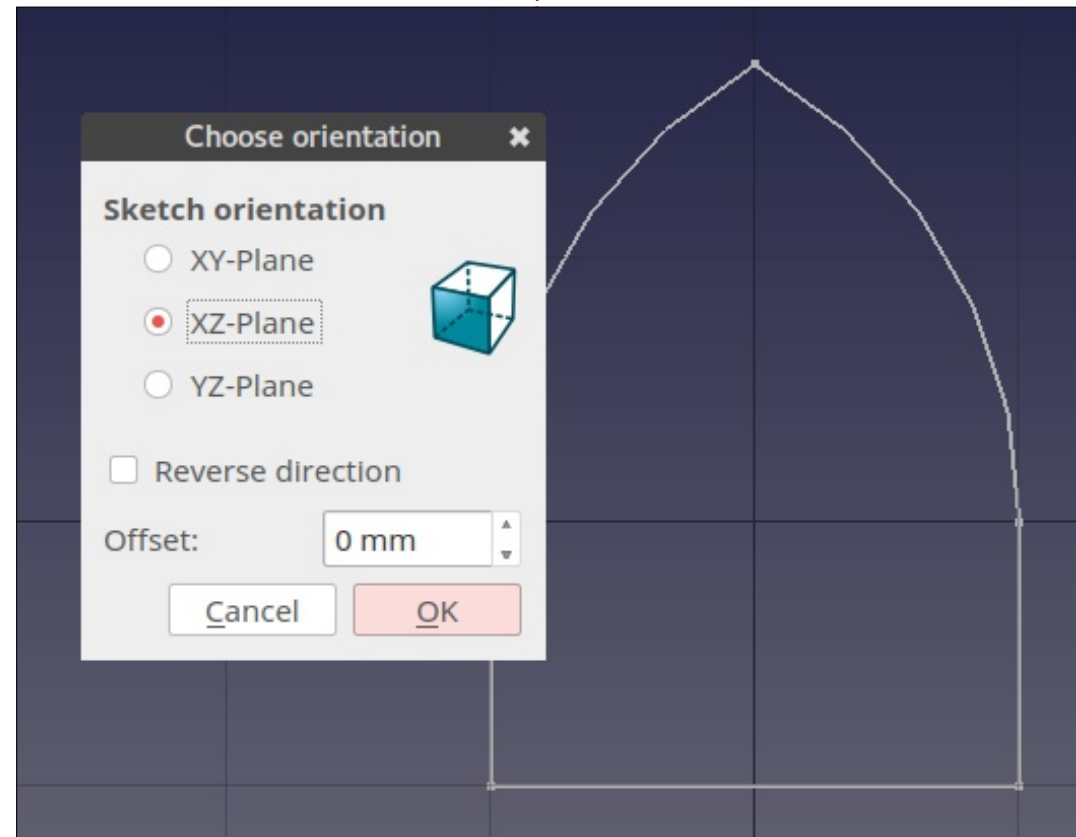 Choose orientation
Sketch orientation
XY-Plane
XZ-Plane
YZ-Plane
Reverse direction
Offset: 0 mm
Cancel OK